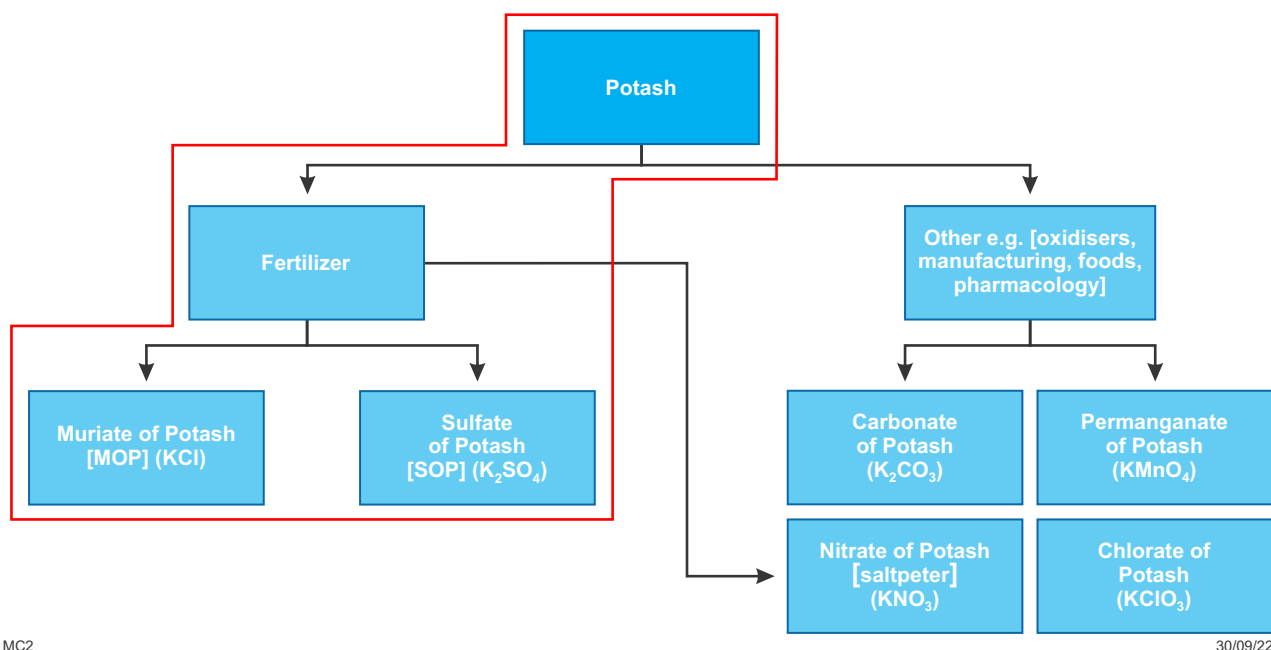 Potash
Fertilizer
Other e.g. [oxidisers,
manufacturing, foods,
pharmacology]
Muriate of Potash
[MOP] (KCl)
Sulfate
of Potash
[SOP] (K₂SO₄)
Carbonate
of Potash
(K₂CO₃)
Permanganate
of Potash
(KMnO₄)
Nitrate of Potash
[saltpeter]
(KNO₃)
Chlorate of
Potash
(KClO₃)
MC2
30/09/22